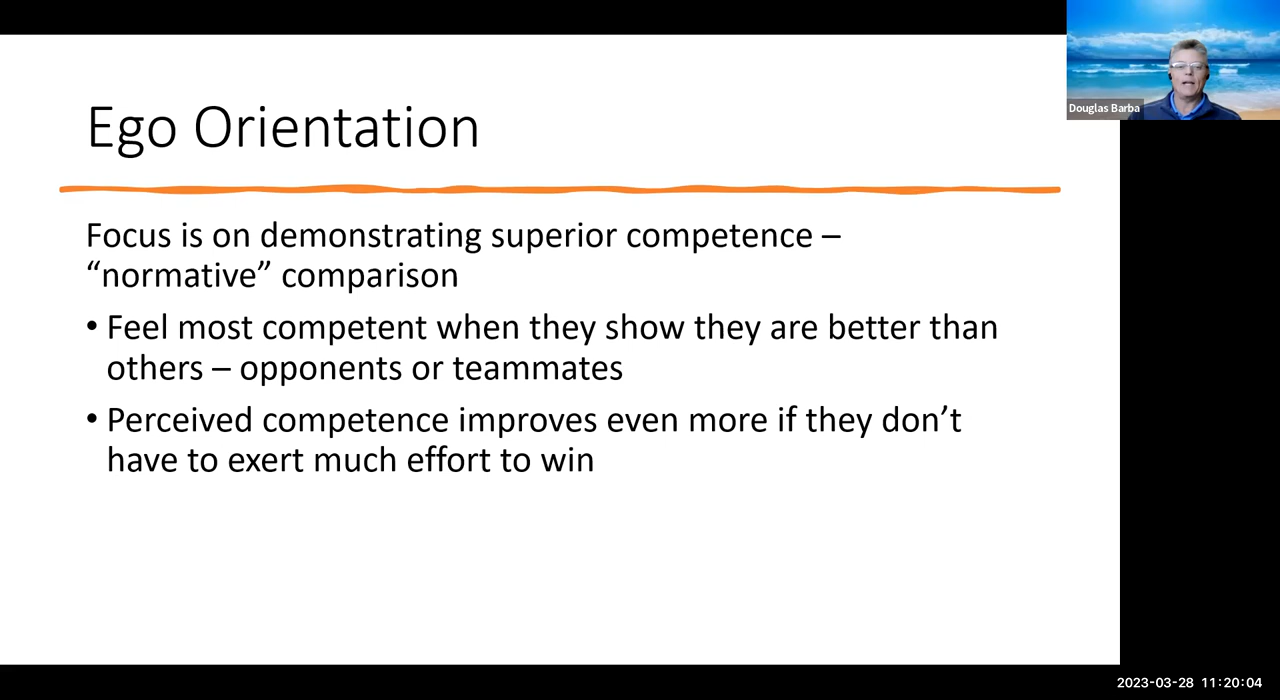 Ego Orientation
Focus is on demonstrating superior competence –
“normative” comparison
• Feel most competent when they show they are better than
others – opponents or teammates
• Perceived competence improves even more if they don’t
have to exert much effort to win
Douglas Barba
2023-03-28 11:20:04